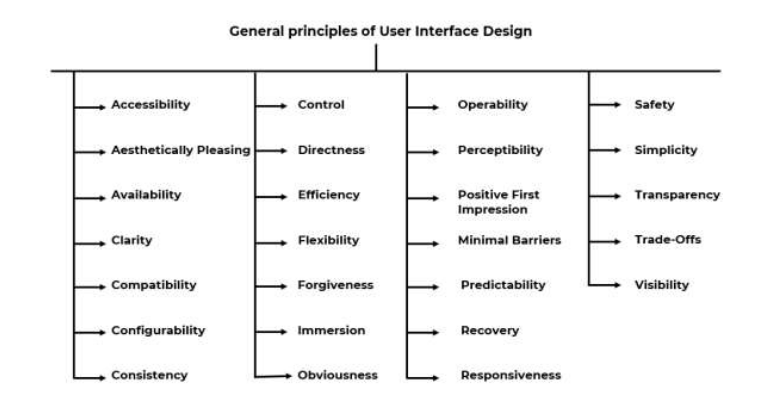 General principles of User Interface Design
Accessibility
Aesthetically Pleasing
Availability
Clarity
Compatibility
Configurability
Consistency
Control
Directness
Efficiency
Flexibility
Forgiveness
Immersion
Obviousness
Operability
Perceptibility
Positive First
Impression
Minimal Barriers
Predictability
Recovery
Responsiveness
Safety
Simplicity
Transparency
Trade-Offs
Visibility